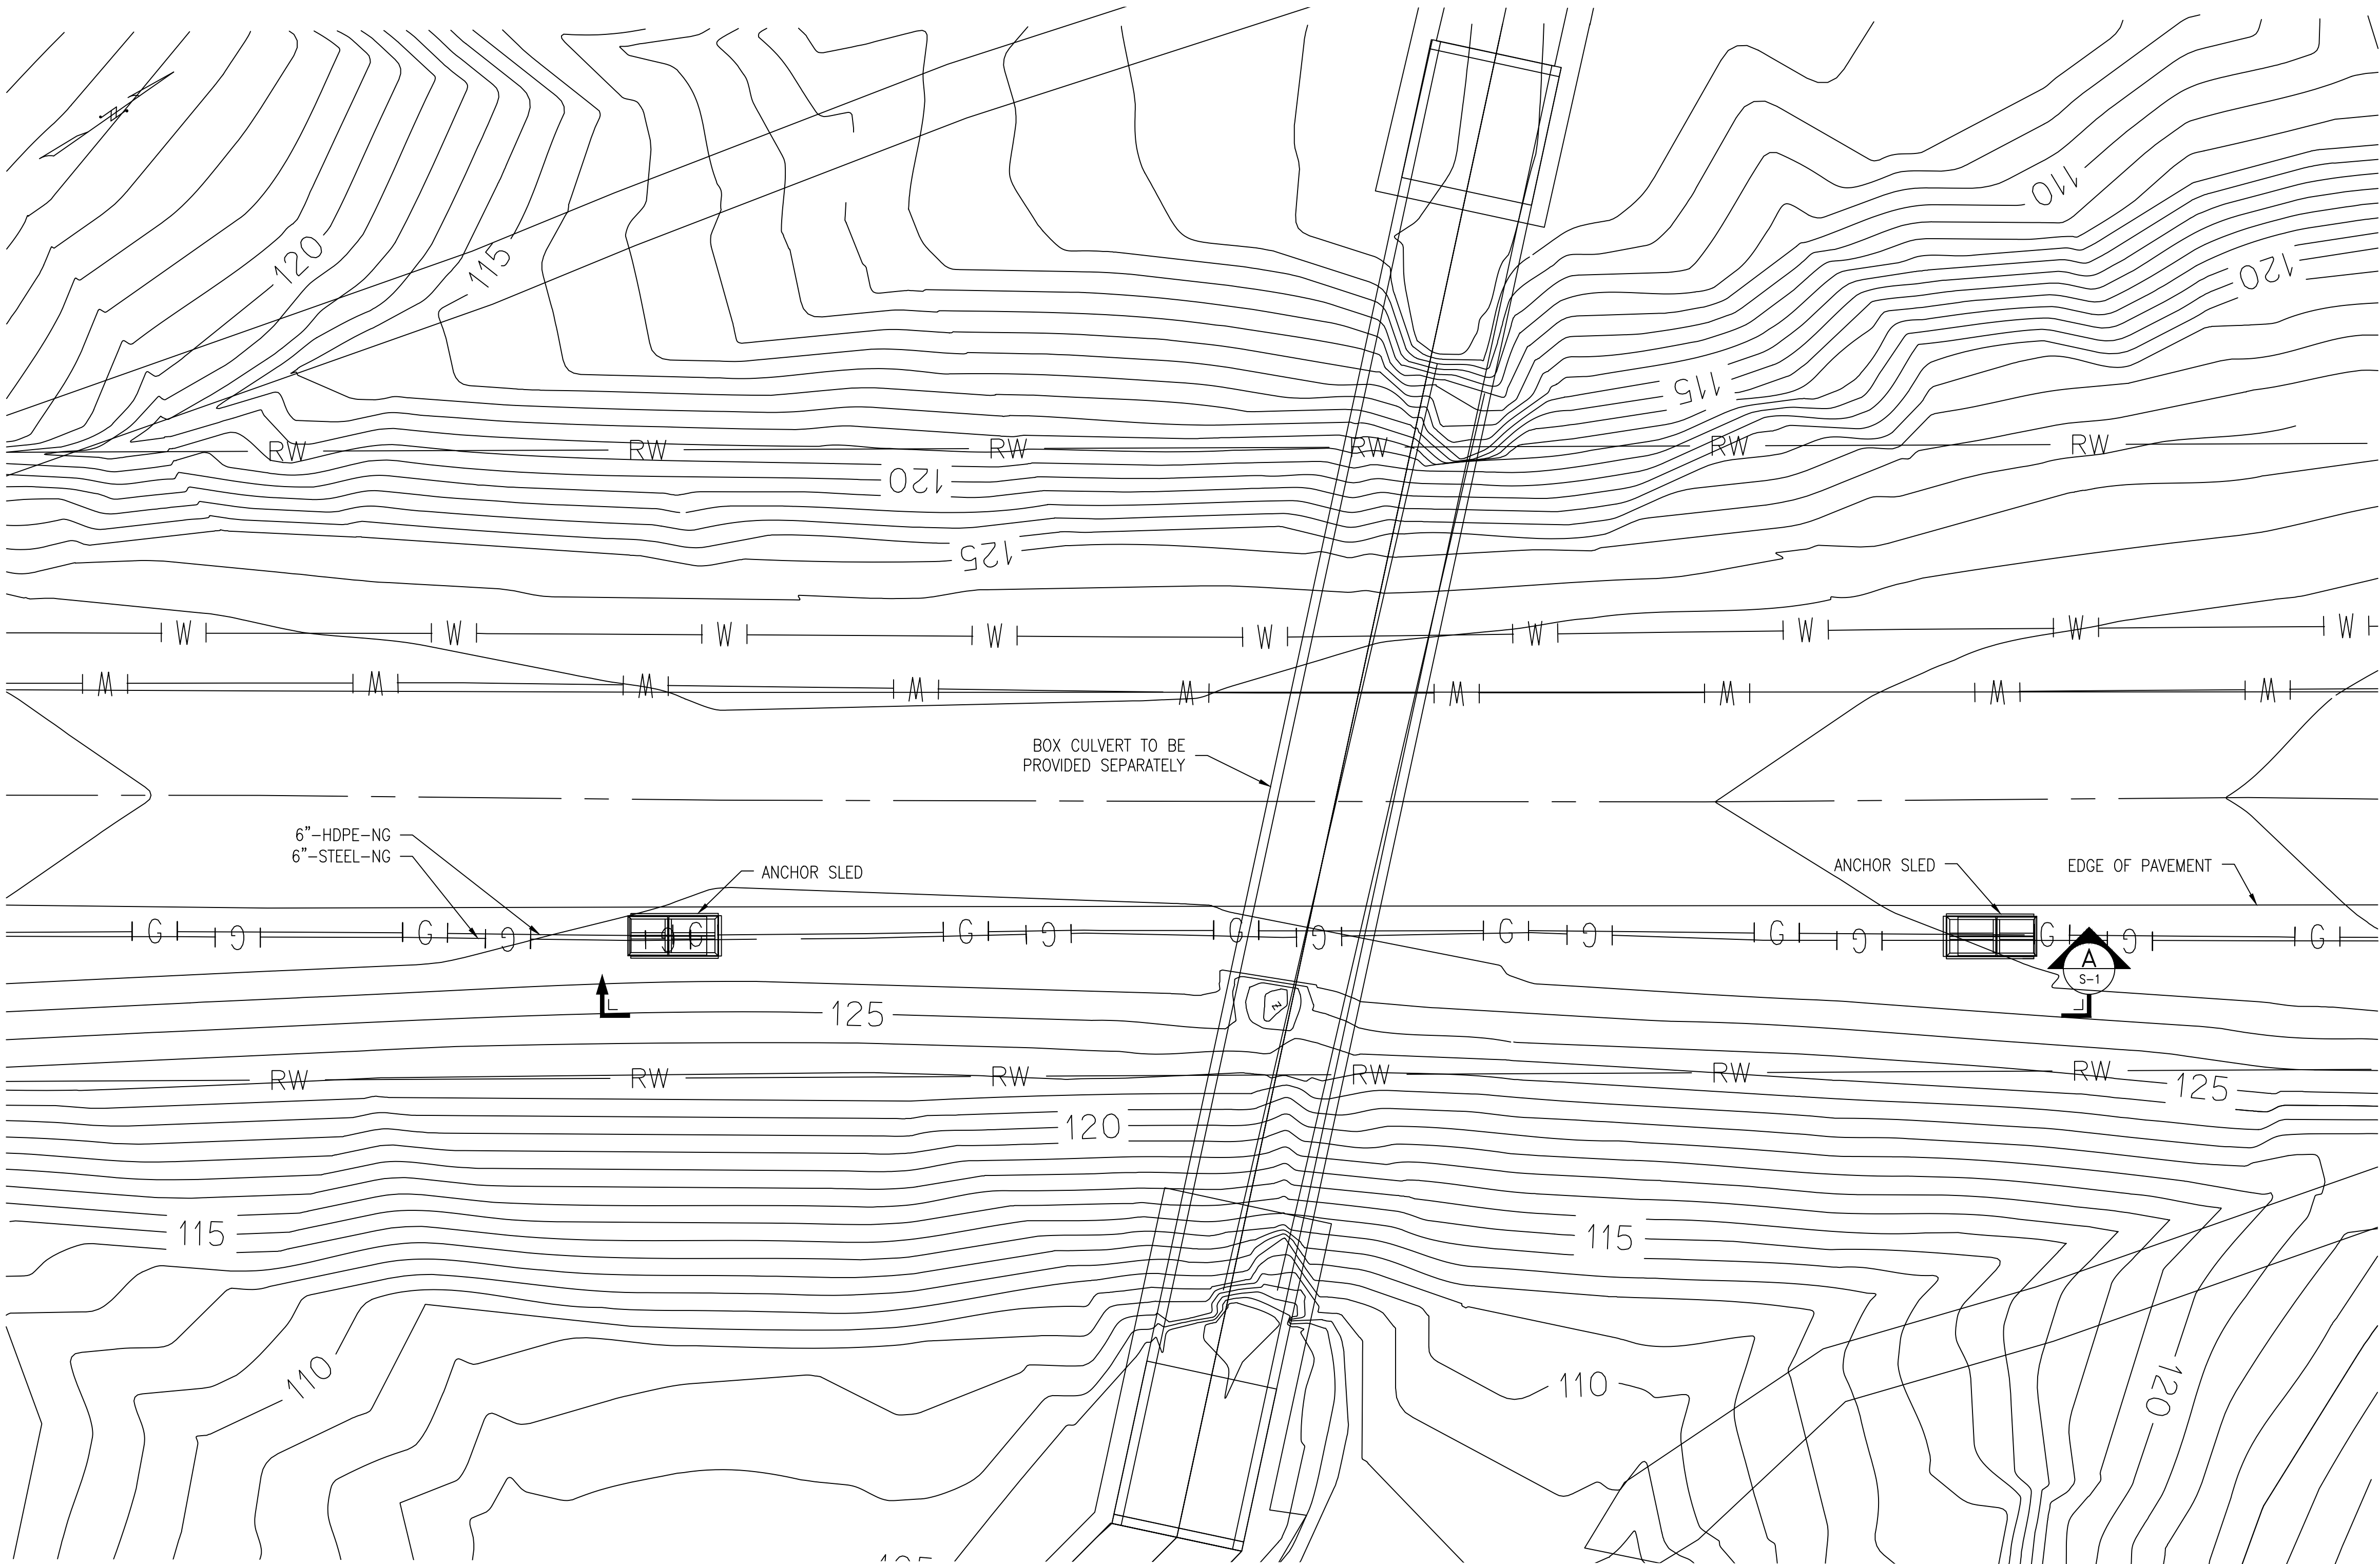 N
110
120
115
120
115
RW RW RW RW RW RW
120
125
W W W W W W W W W
W W W W W W W W W
BOX CULVERT TO BE
PROVIDED SEPARATELY
6"-HDPE-NG
6"-STEEL-NG
ANCHOR SLED
ANCHOR SLED
EDGE OF PAVEMENT
G G G G G G G G G
G G G G G G G G
A
S-1
125
RW RW RW RW RW RW
125
120
115
115
110
110
120